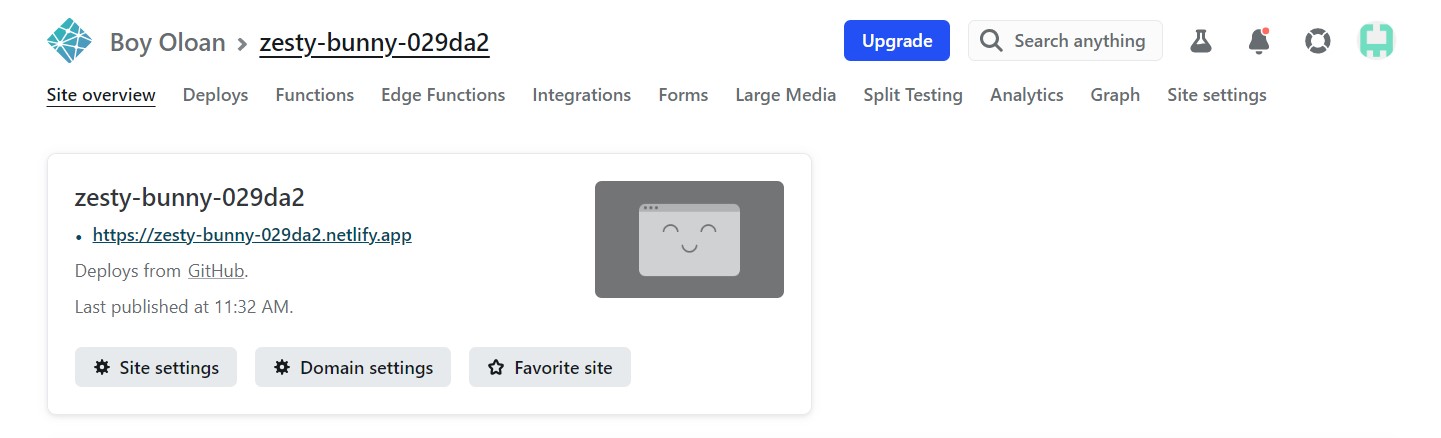 Boy Oloan > zesty-bunny-029da2 Upgrade Search anything
Site overview Deploys Functions Edge Functions Integrations Forms Large Media Split Testing Analytics Graph Site settings
zesty-bunny-029da2
• https://zesty-bunny-029da2.netlify.app
Deploys from GitHub.
Last published at 11:32 AM.
Site settings Domain settings Favorite site